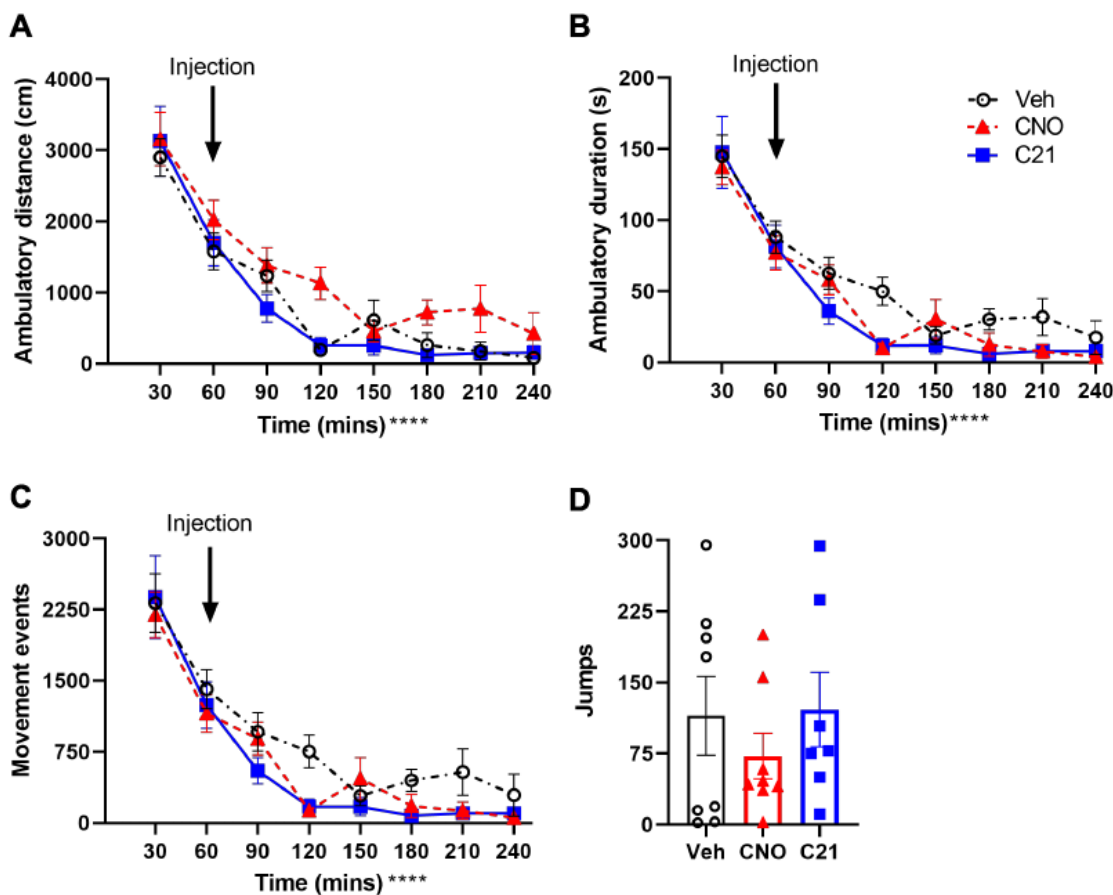 A
Injection
Ambulatory distance (cm)
4000
3000
2000
1000
0
30 60 90 120 150 180 210 240
Time (mins) ****
B
Injection
Veh
CNO
C21
Ambulatory duration (s)
200
150
100
50
0
30 60 90 120 150 180 210 240
Time (mins) ****
C
Injection
Movement events
3000
2250
1500
750
0
30 60 90 120 150 180 210 240
Time (mins) ****
D
Jumps
300
225
150
75
0
Veh CNO C21